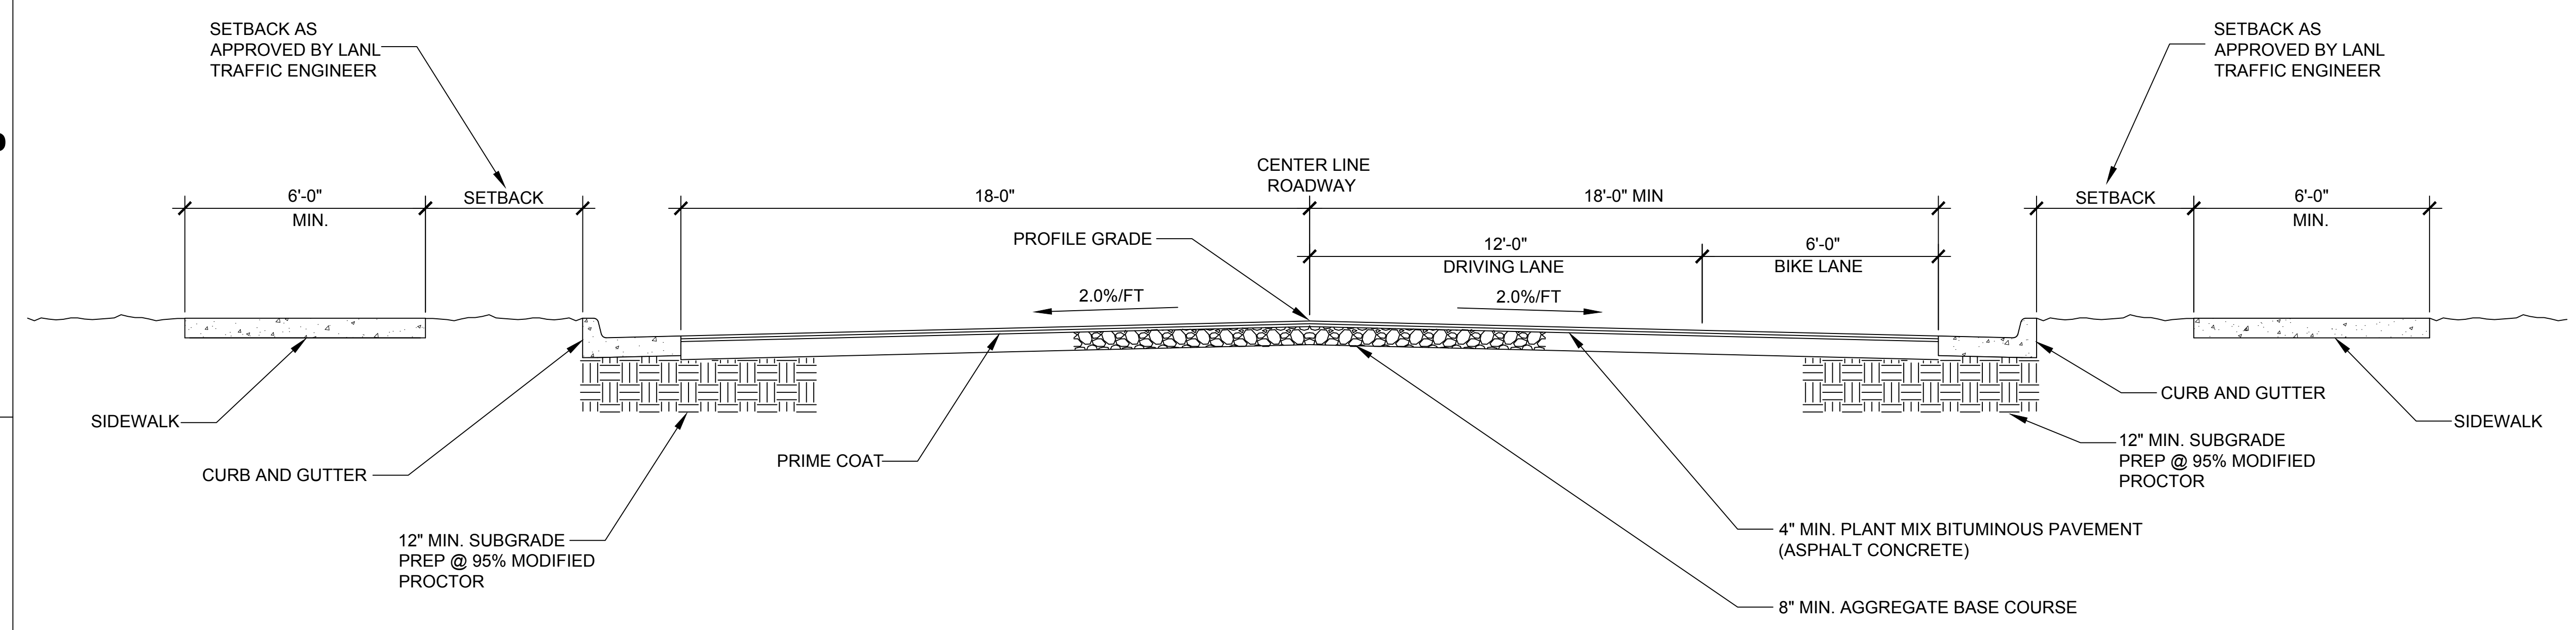 SETBACK AS
APPROVED BY LANL
TRAFFIC ENGINEER
SETBACK AS
APPROVED BY LANL
TRAFFIC ENGINEER
CENTER LINE
ROADWAY
6'-0"
MIN.
SETBACK
18-0"
18'-0" MIN
SETBACK
6'-0"
MIN.
PROFILE GRADE
12'-0"
DRIVING LANE
6'-0"
BIKE LANE
2.0%/FT
2.0%/FT
SIDEWALK
CURB AND GUTTER
PRIME COAT
12" MIN. SUBGRADE
PREP @ 95% MODIFIED
PROCTOR
CURB AND GUTTER
SIDEWALK
12" MIN. SUBGRADE
PREP @ 95% MODIFIED
PROCTOR
4" MIN. PLANT MIX BITUMINOUS PAVEMENT
(ASPHALT CONCRETE)
8" MIN. AGGREGATE BASE COURSE